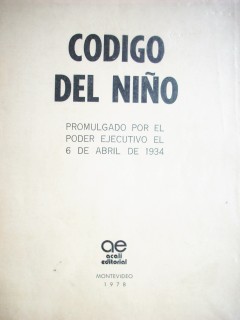 CODIGO
DEL NIÑO
PROMULGADO POR EL
PODER EJECUTIVO EL
6 DE ABRIL DE 1934
ae
acali
editorial
MONTEVIDEO
1978